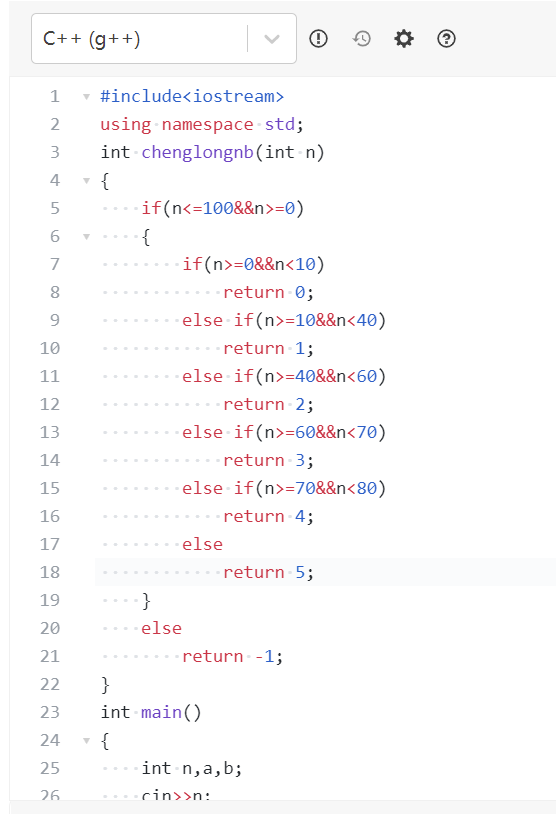 C++ (g++)
1 #include<iostream>
2 using namespace std;
3 int chenglongnb(int n)
4 {
5 if(n<=100&&n>=0)
6 {
7 if(n>=0&&n<10)
8 return 0;
9 else if(n>=10&&n<40)
10 return 1;
11 else if(n>=40&&n<60)
12 return 2;
13 else if(n>=60&&n<70)
14 return 3;
15 else if(n>=70&&n<80)
16 return 4;
17 else
18 return 5;
19 }
20 else
21 return -1;
22 }
23 int main()
24 {
25 int n,a,b;
26 cin>>n;